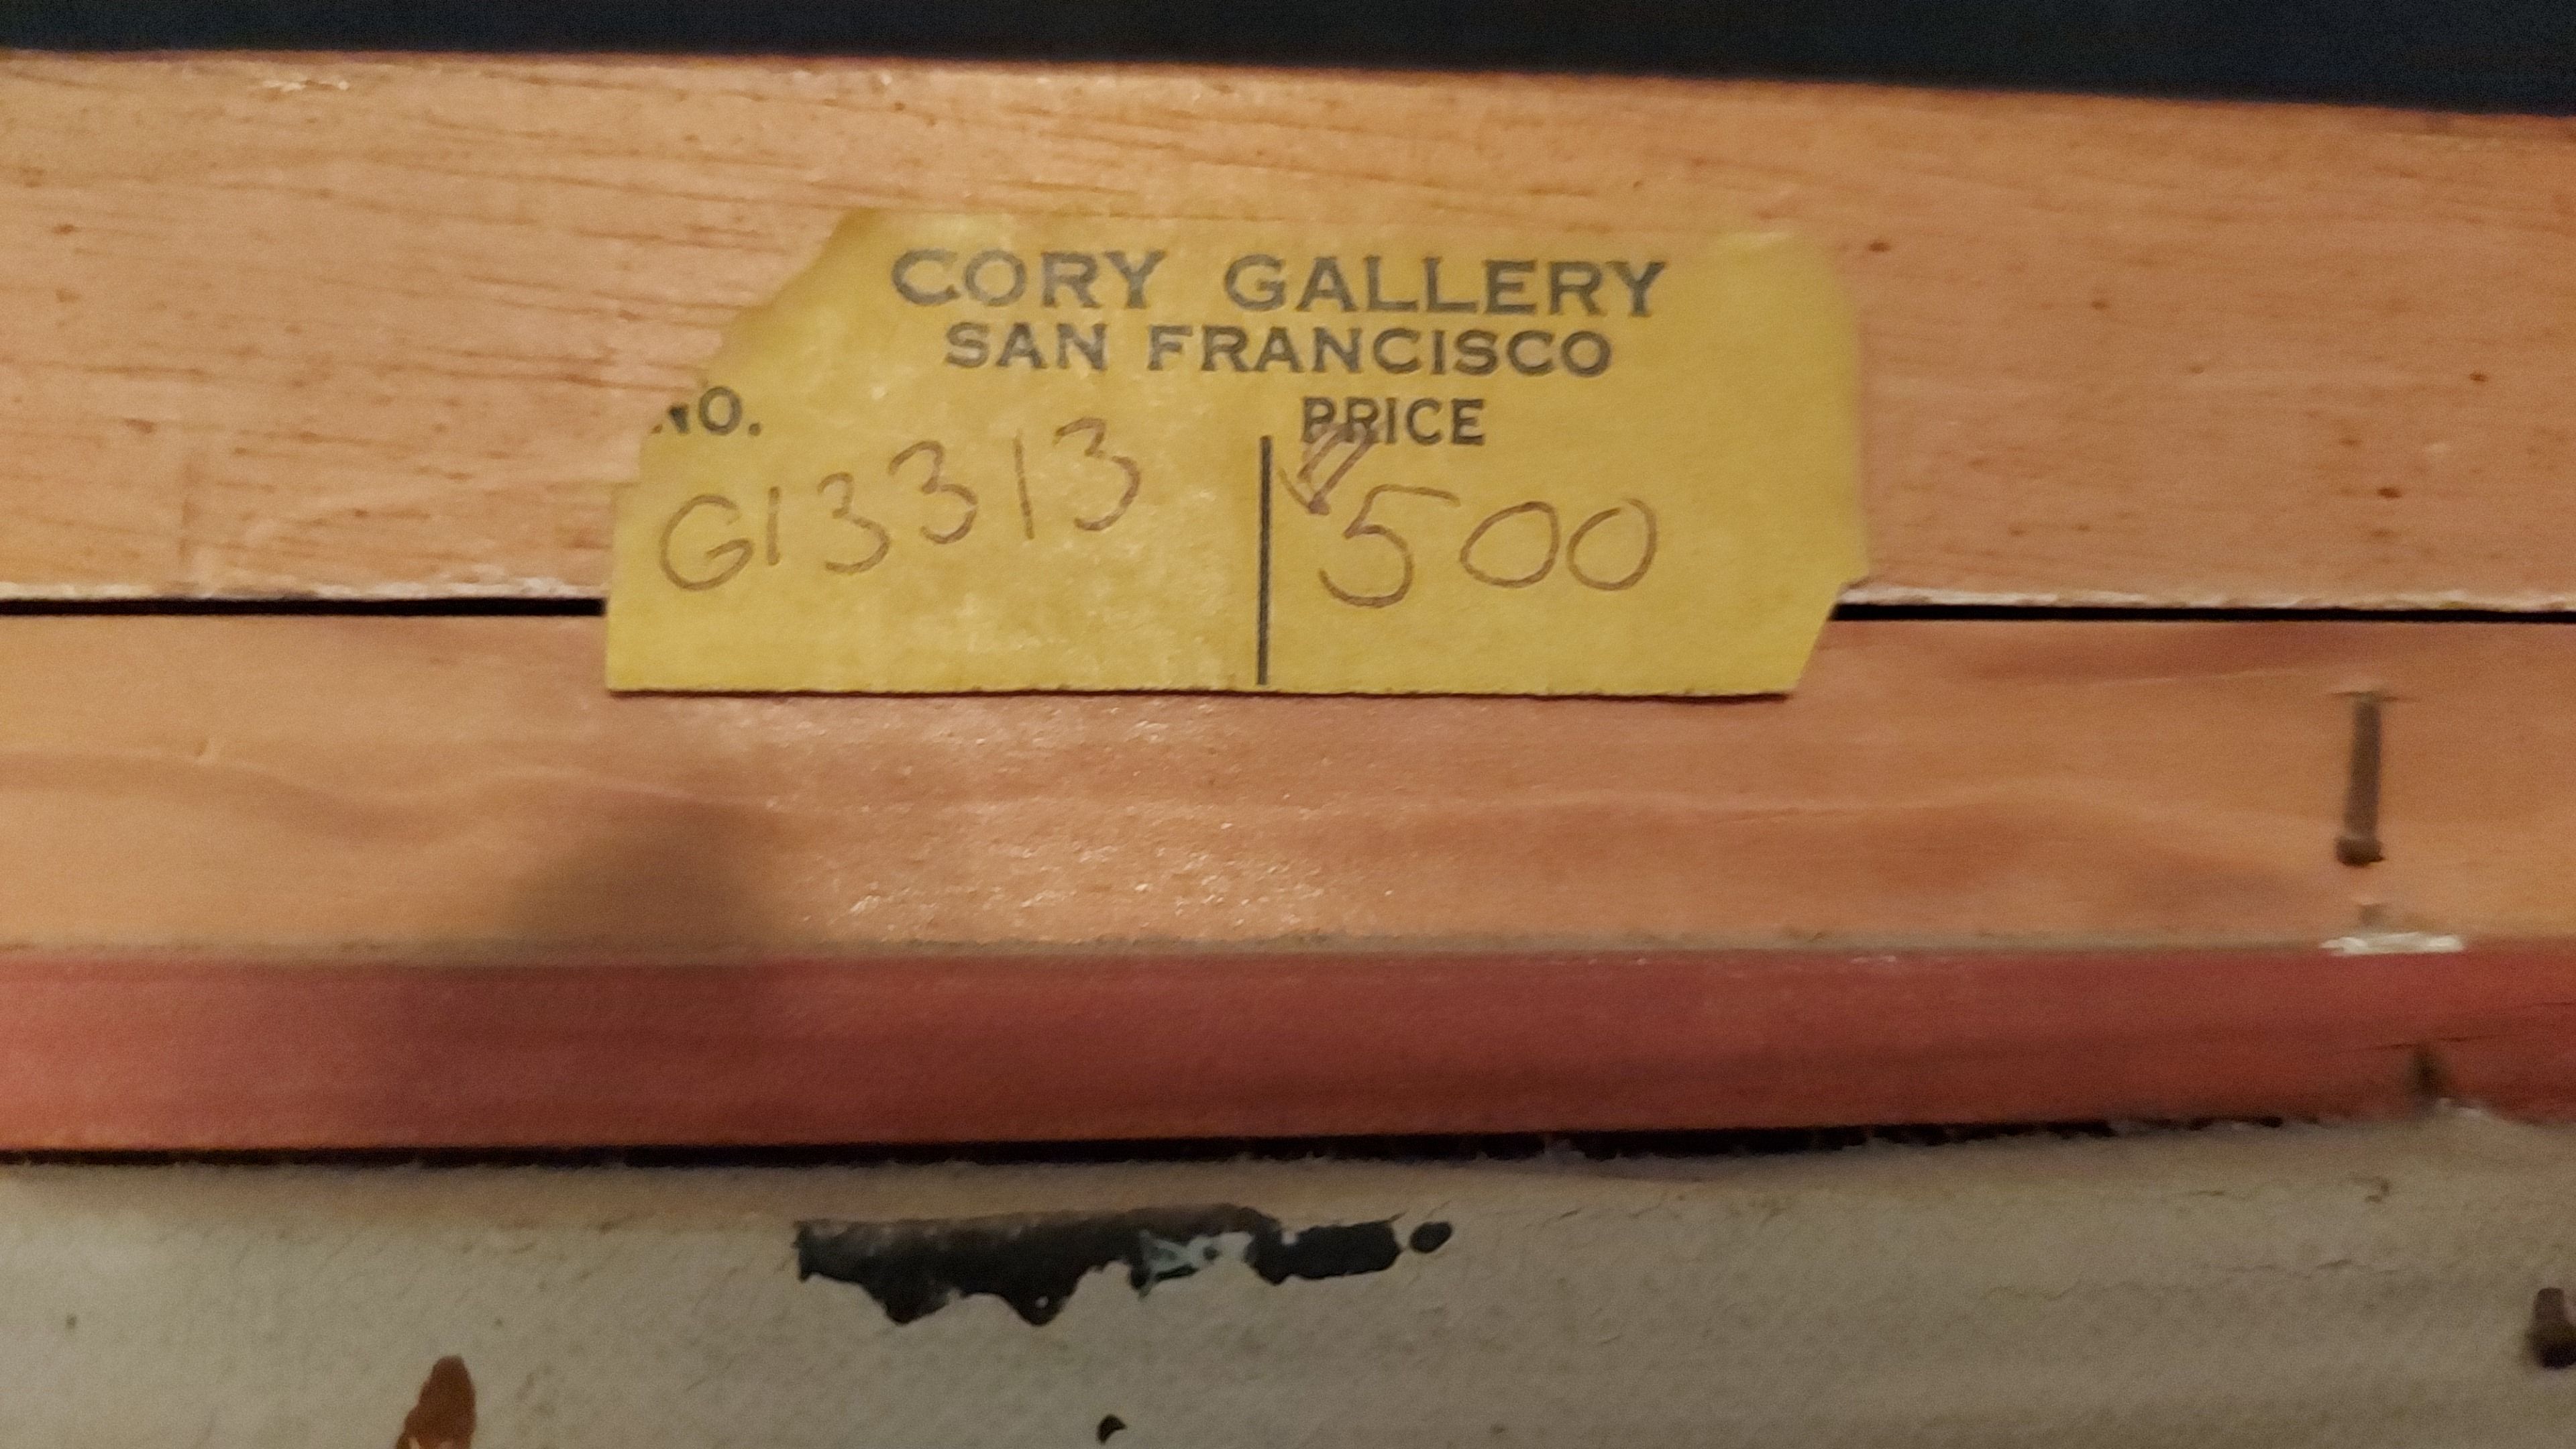 CORY GALLERY
SAN FRANCISCO
NO. PRICE
G13313 500